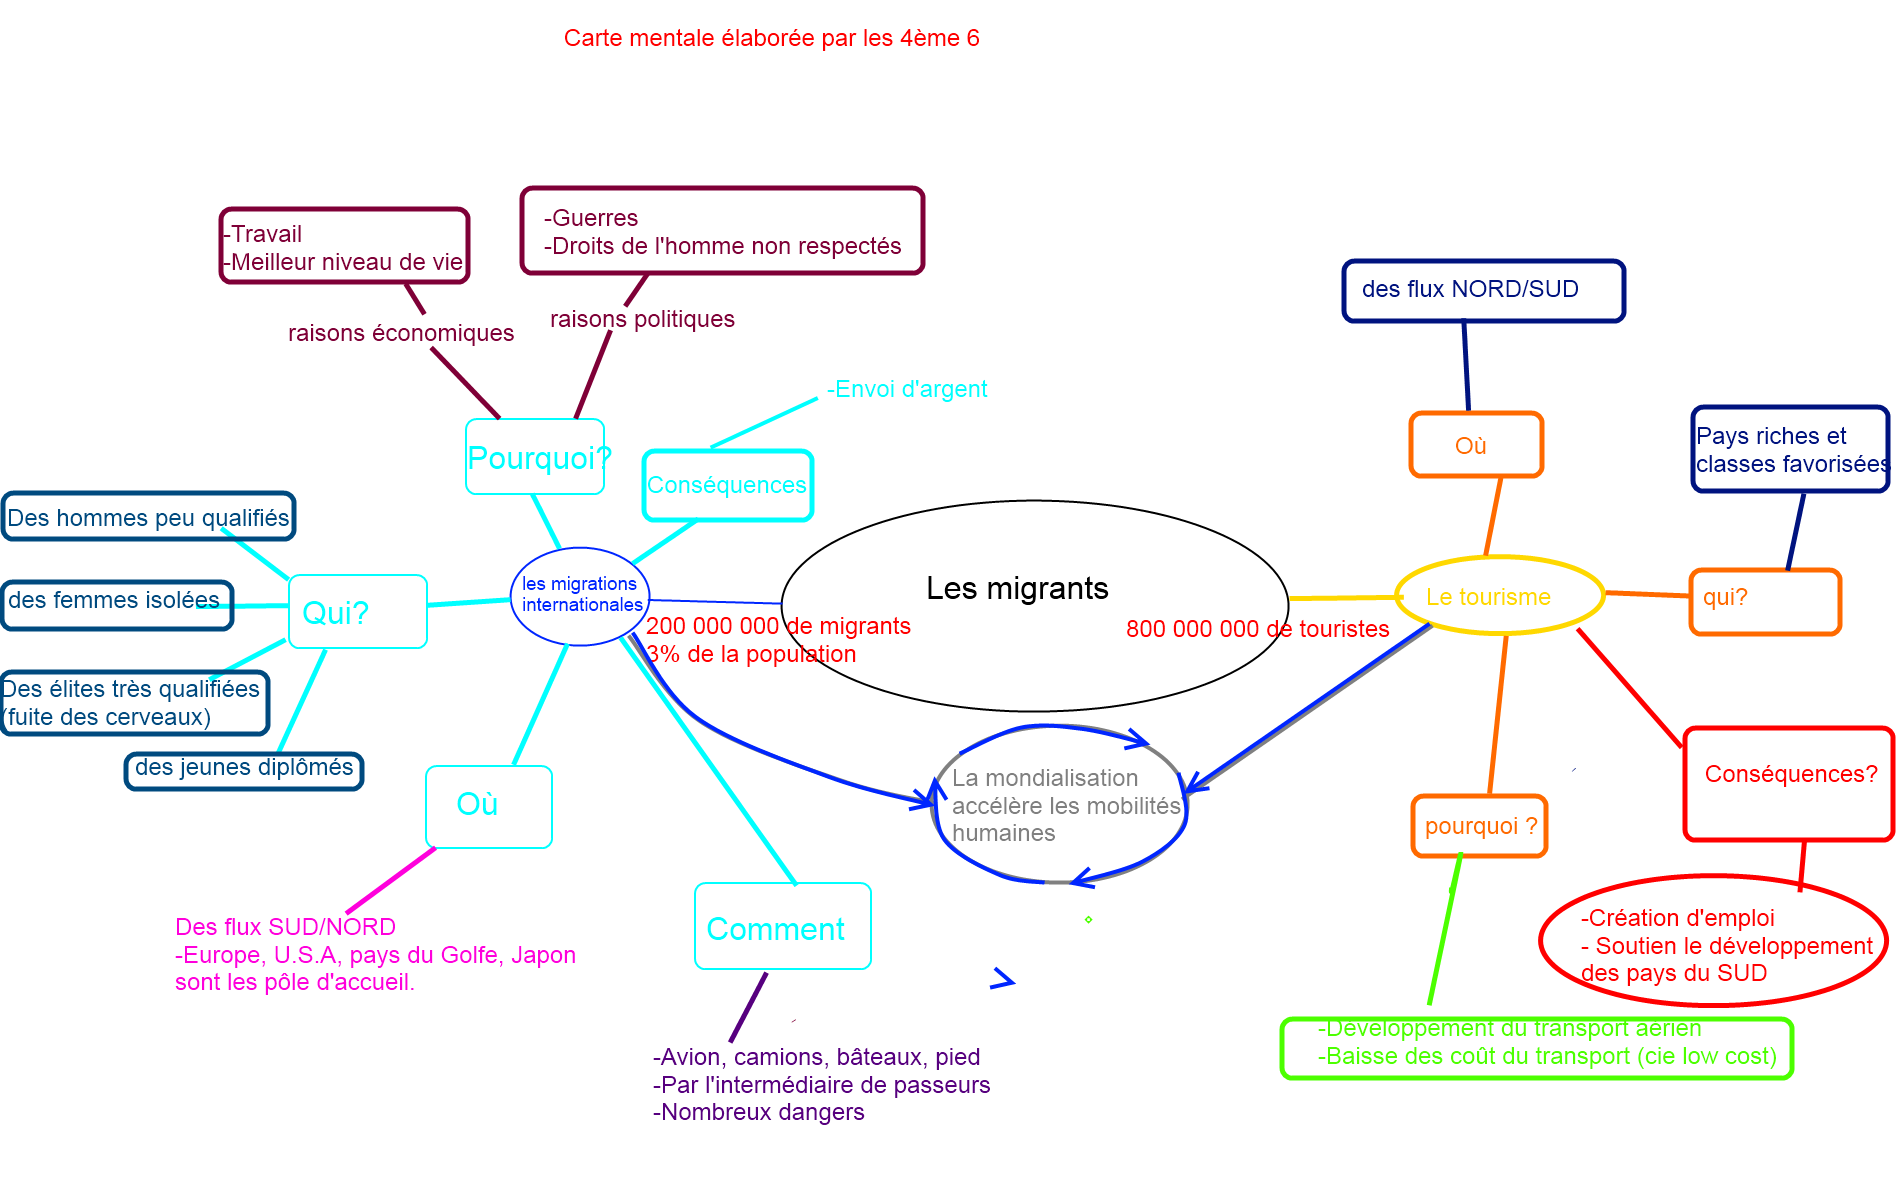 Carte mentale élaborée par les 4ème 6
-Travail
-Meilleur niveau de vie
-Guerres
-Droits de l'homme non respectés
raisons économiques
raisons politiques
-Envoi d'argent
Pourquoi?
Conséquences
Des hommes peu qualifiés
des femmes isolées
Des élites très qualifiées
(fuite des cerveaux)
des jeunes diplômés
Qui?
les migrations
internationales
200 000 000 de migrants
3% de la population
Les migrants
800 000 000 de touristes
Où
Des flux SUD/NORD
-Europe, U.S.A, pays du Golfe, Japon
sont les pôle d'accueil.
Comment
-Avion, camions, bâteaux, pied
-Par l'intermédiaire de passeurs
-Nombreux dangers
La mondialisation
accélère les mobilités
humaines
des flux NORD/SUD
Où
Pays riches et
classes favorisées
Le tourisme
qui?
pourquoi ?
Conséquences?
-Création d'emploi
- Soutien le développement
des pays du SUD
-Développement du transport aérien
-Baisse des coût du transport (cie low cost)